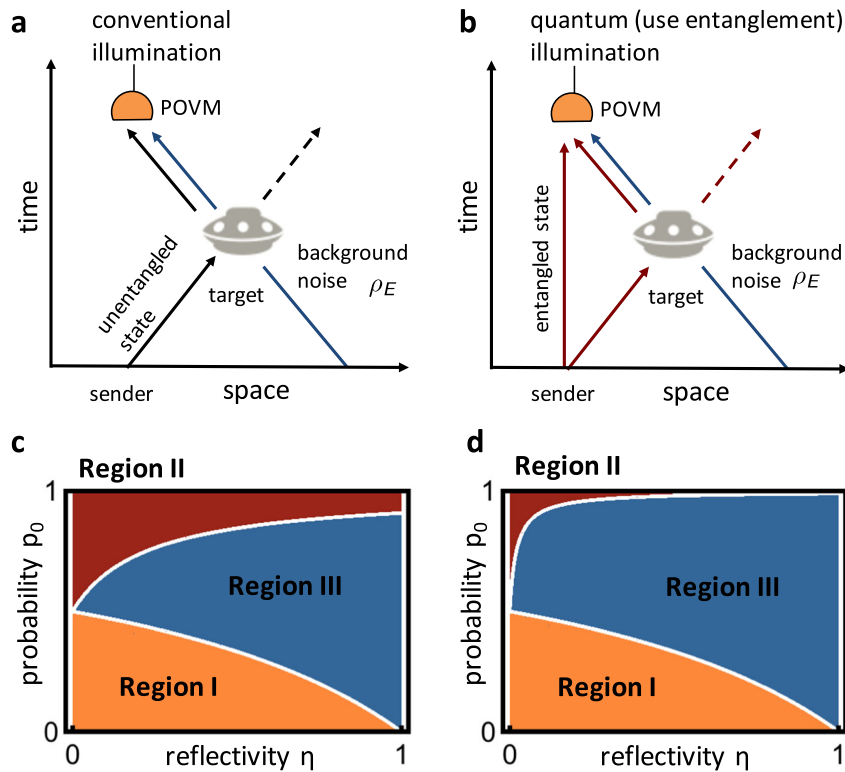 a
conventional
illumination
POVM
time
unentangled
state
target
background
noise ρE
sender
space
b
quantum (use entanglement)
illumination
POVM
time
entangled state
target
background
noise ρE
sender
space
c
Region II
1
probability p0
Region III
Region I
0
0
reflectivity η
1
d
Region II
1
probability p0
Region III
Region I
0
0
reflectivity η
1